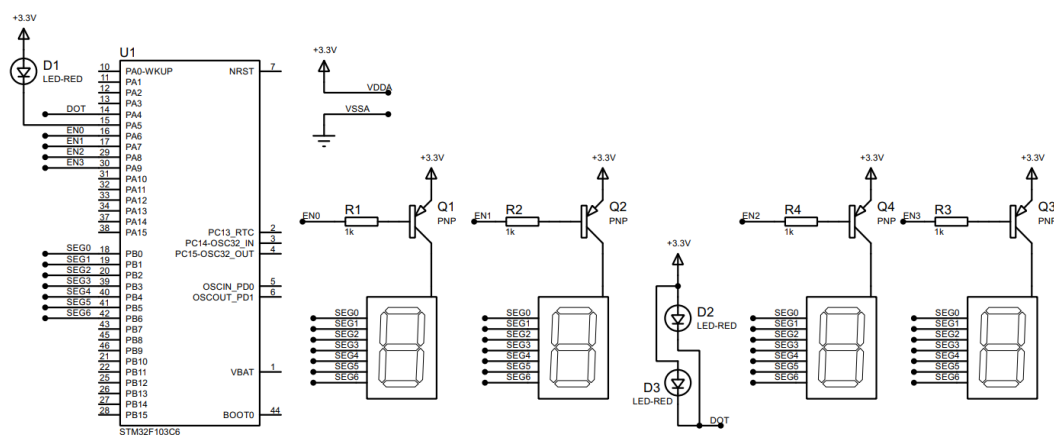 +3.3V
D1
LED-RED
U1
10 PA0-WKUP NRST 7
11 PA1
12 PA2
13 PA3
DOT 14 PA4
15 PA5
EN0 16 PA6
EN1 17 PA7
EN2 29 PA8
EN3 30 PA9
31 PA10
32 PA11
33 PA12
34 PA13
37 PA14
38 PA15
PC13_RTC 2
PC14-OSC32_IN 3
PC15-OSC32_OUT 4
SEG0 18 PB0
SEG1 19 PB1
SEG2 20 PB2
SEG3 39 PB3
SEG4 40 PB4
SEG5 41 PB5
SEG6 42 PB6
OSCIN_PD0 5
OSCOUT_PD1 6
43 PB7
45 PB8
46 PB9
21 PB10
22 PB11
25 PB12
26 PB13
27 PB14
28 PB15
VBAT 1
BOOT0 44
STM32F103C6
+3.3V
VDDA
VSSA
+3.3V
EN0
R1
1k
Q1
PNP
SEG0
SEG1
SEG2
SEG3
SEG4
SEG5
SEG6
+3.3V
EN1
R2
1k
Q2
PNP
SEG0
SEG1
SEG2
SEG3
SEG4
SEG5
SEG6
+3.3V
D2
LED-RED
D3
LED-RED
DOT
+3.3V
EN2
R4
1k
Q4
PNP
SEG0
SEG1
SEG2
SEG3
SEG4
SEG5
SEG6
+3.3V
EN3
R3
1k
Q3
PNP
SEG0
SEG1
SEG2
SEG3
SEG4
SEG5
SEG6